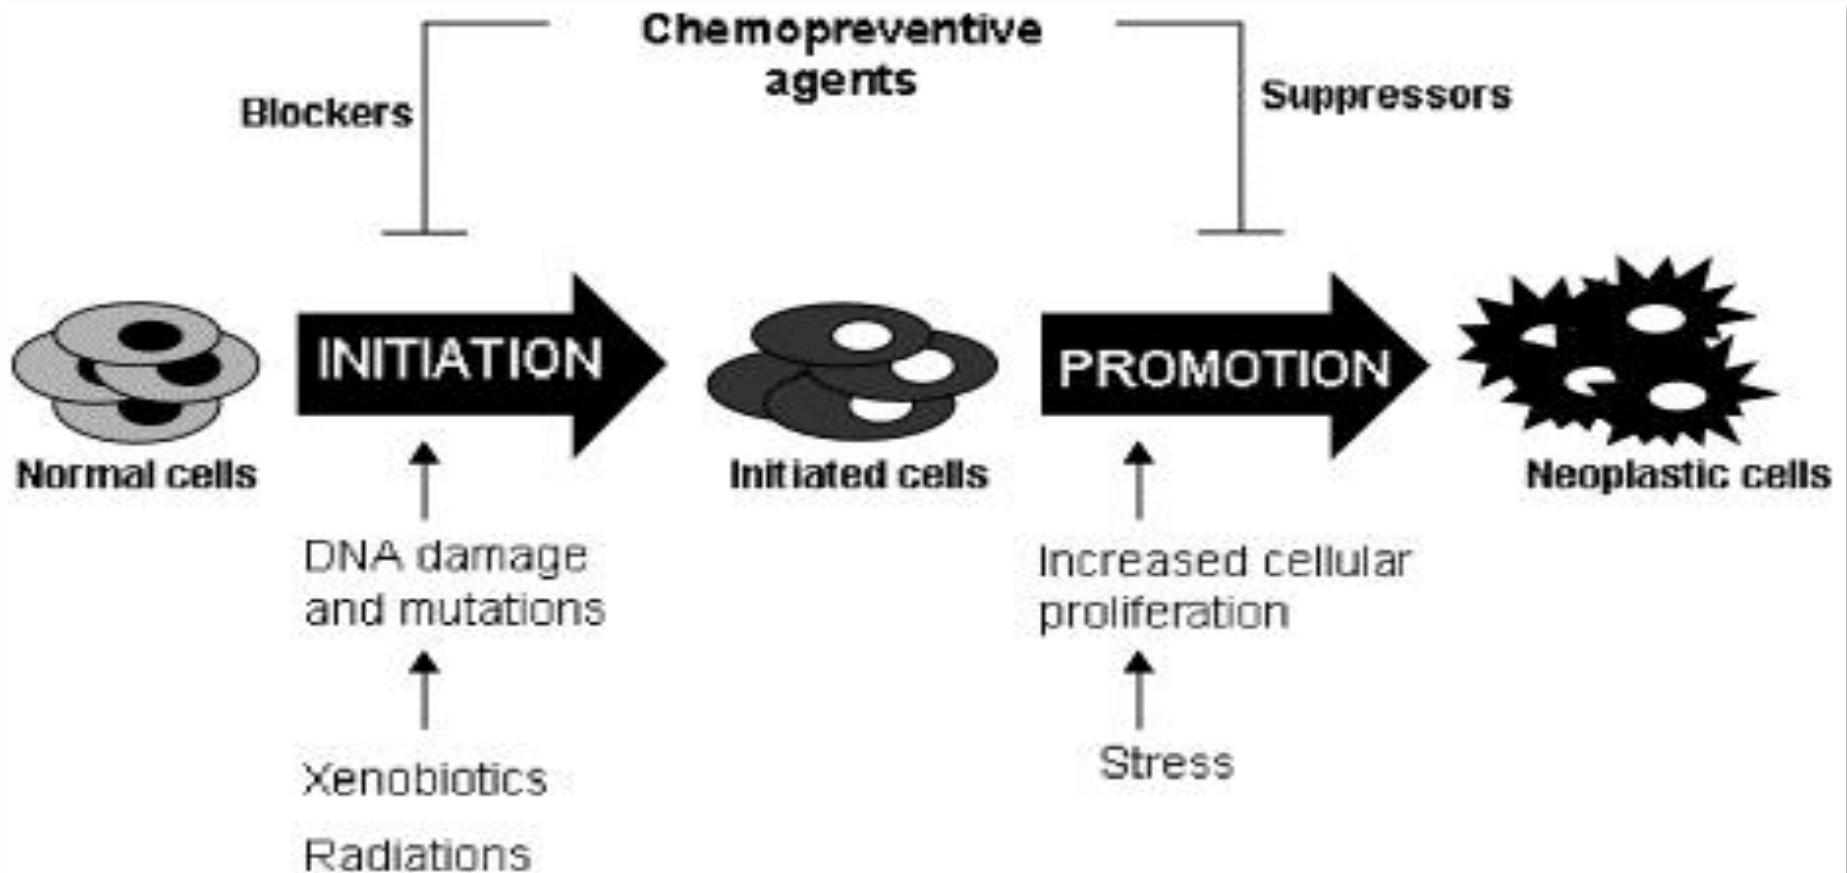 Chemopreventive
agents
Blockers
Suppressors
INITIATION
PROMOTION
Normal cells
Initiated cells
Neoplastic cells
DNA damage
and mutations
Increased cellular
proliferation
Xenobiotics
Radiations
Stress